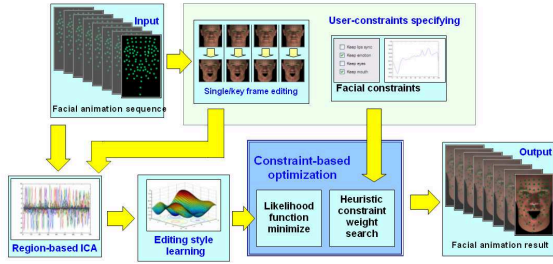 Input
Facial animation sequence
User-constraints specifying
Single/key frame editing
Keep lips sync
Keep emotion
Keep eyes
Keep mouth
Facial constraints
Region-based ICA
Editing style
learning
Constraint-based
optimization
Likelihood
function
minimize
Heuristic
constraint
weight
search
Output
Facial animation result